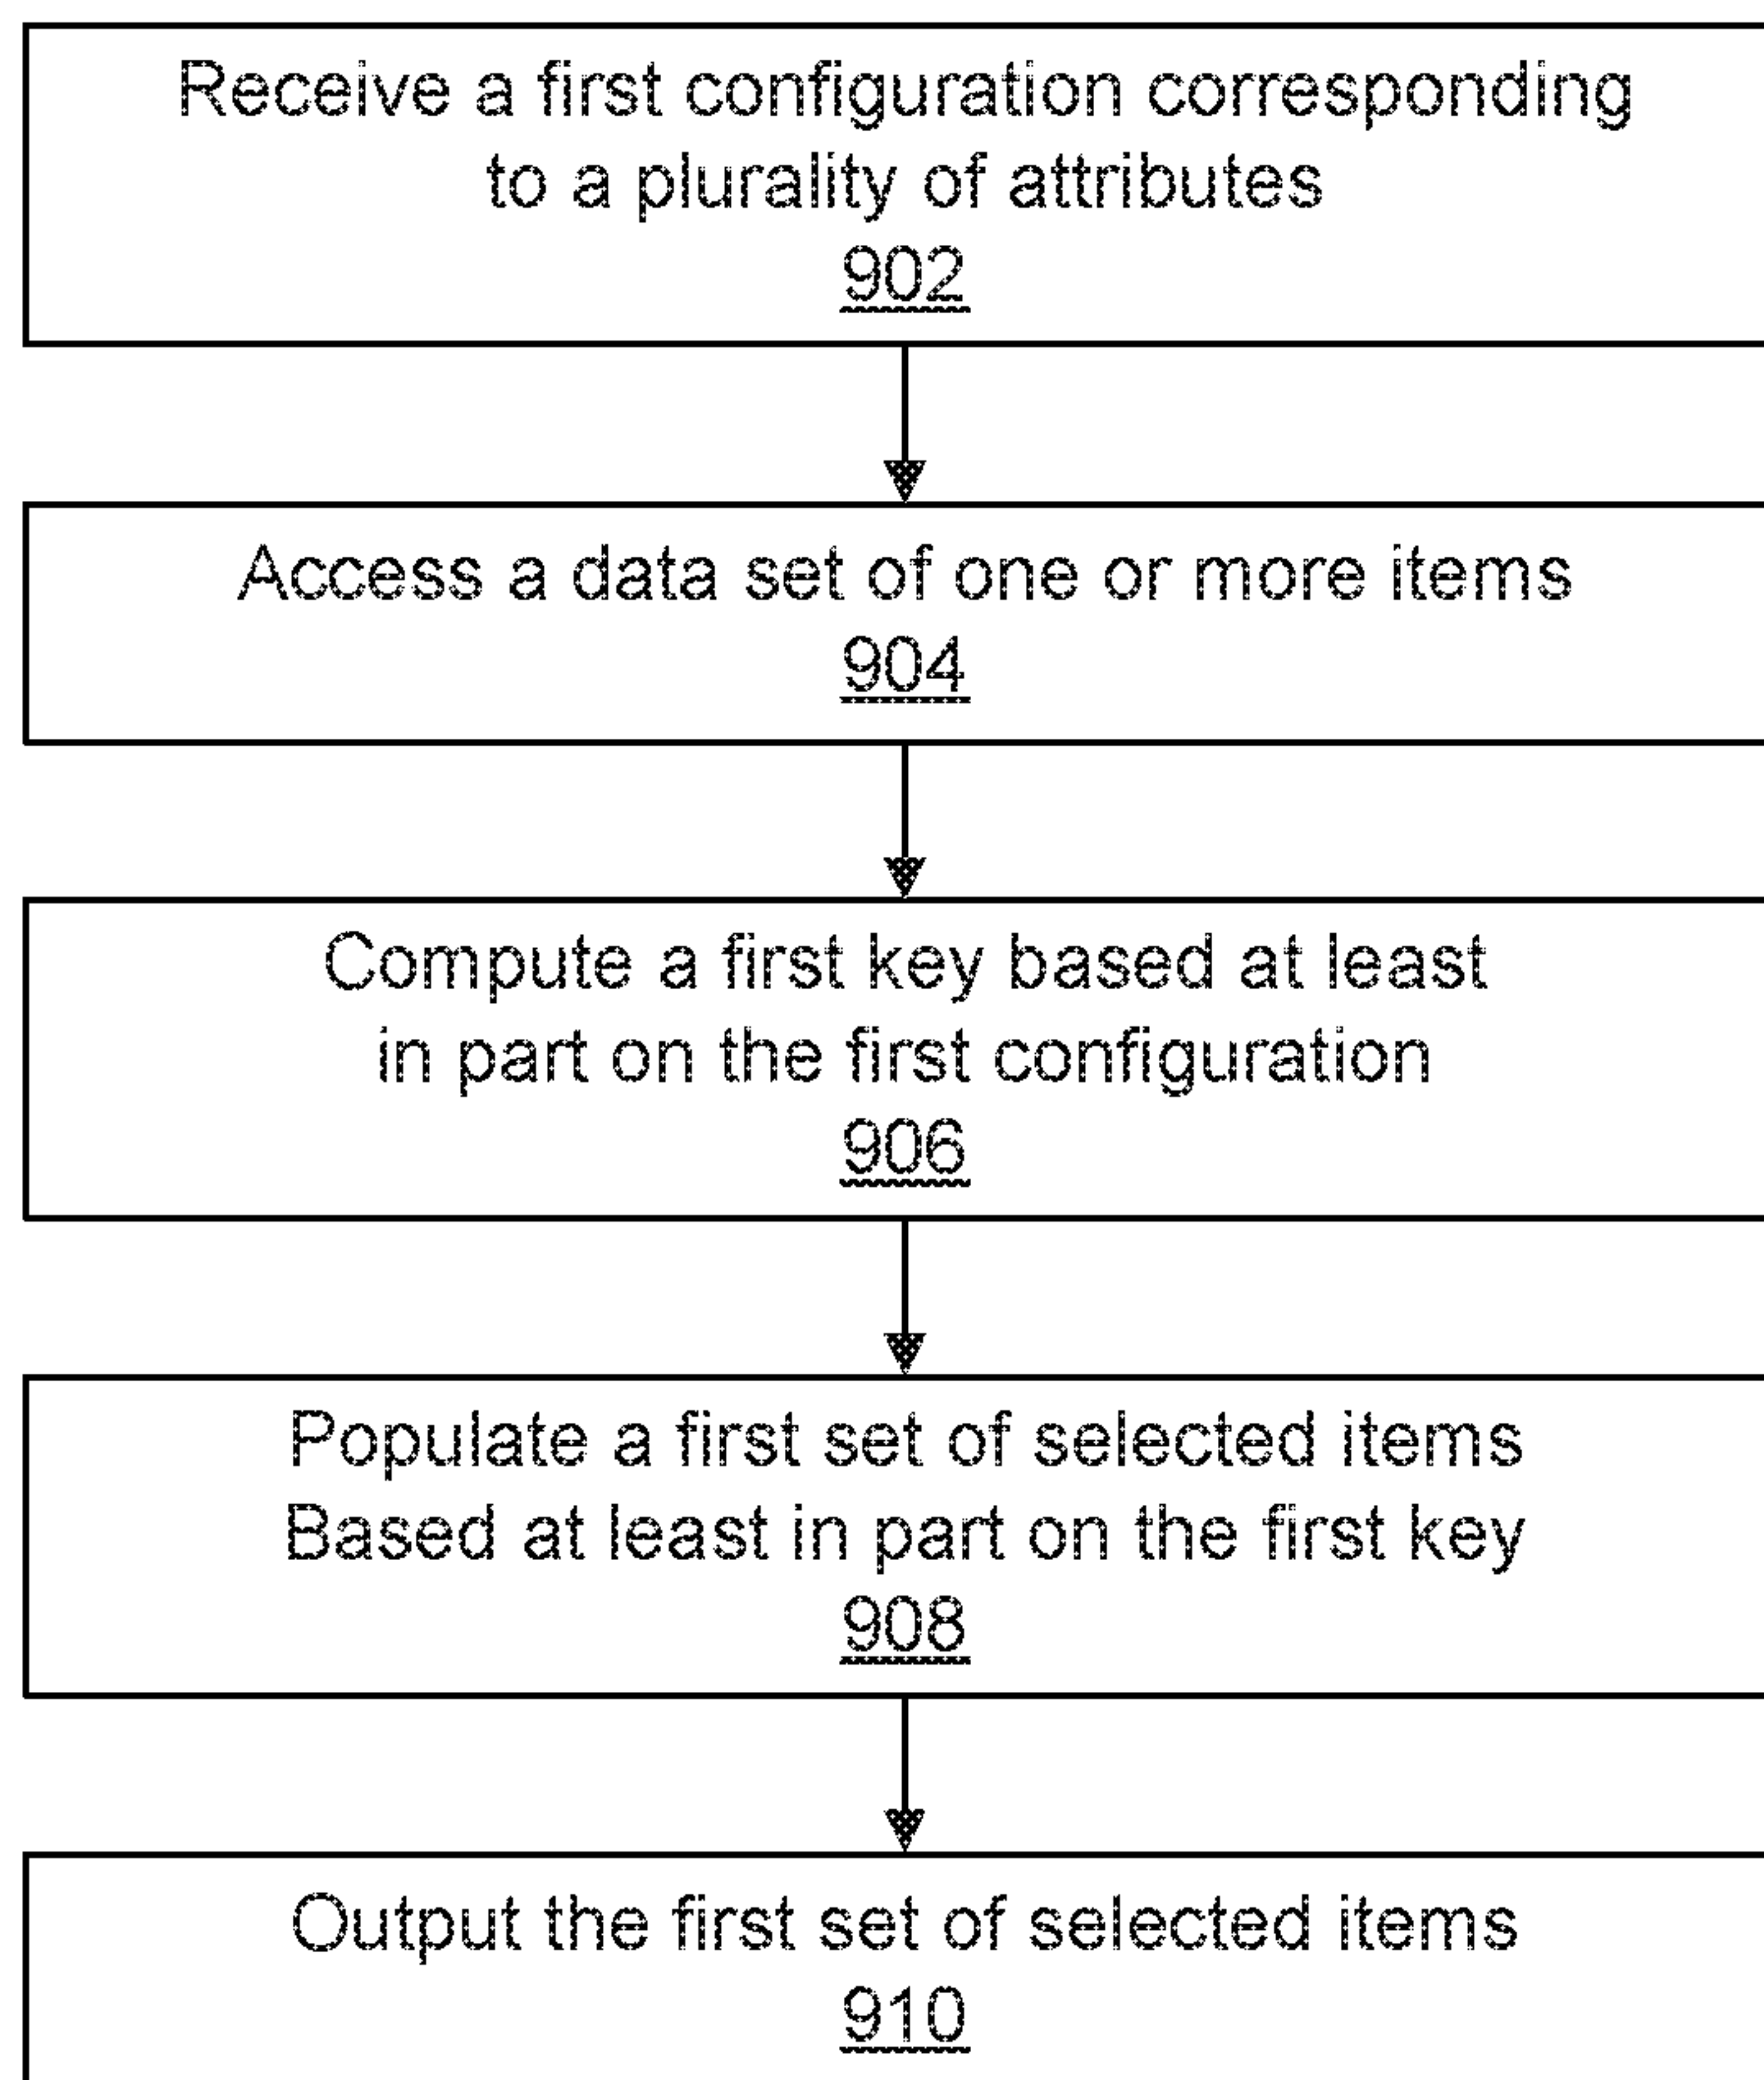 Receive a first configuration corresponding
to a plurality of attributes
902
Access a data set of one or more items
904
Compute a first key based at least
in part on the first configuration
906
Populate a first set of selected items
Based at least in part on the first key
908
Output the first set of selected items
910